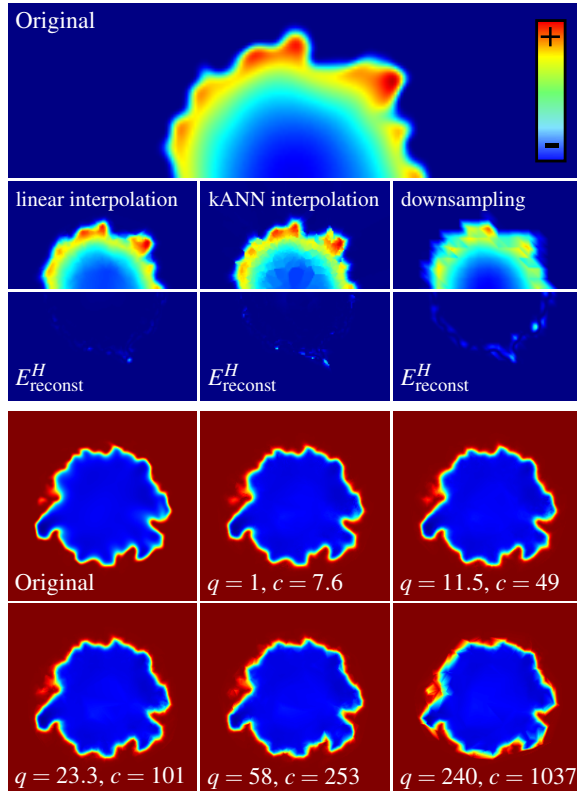 Original
+
-
linear interpolation
kANN interpolation
downsampling
E^H_reconst
E^H_reconst
E^H_reconst
Original
q = 1, c = 7.6
q = 11.5, c = 49
q = 23.3, c = 101
q = 58, c = 253
q = 240, c = 1037